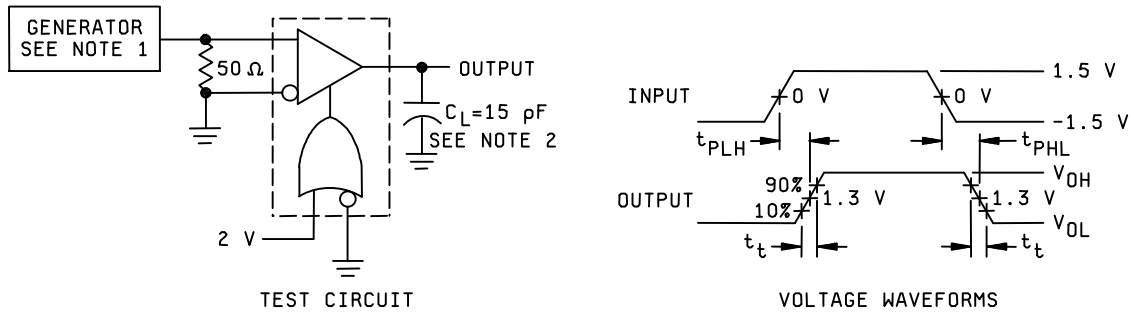 GENERATOR
SEE NOTE 1
50 Ω
OUTPUT
C_L=15 pF
SEE NOTE 2
2 V
TEST CIRCUIT
INPUT
0 V
0 V
1.5 V
-1.5 V
t_PLH
t_PHL
OUTPUT
90%
10%
1.3 V
1.3 V
V_OH
V_OL
t_t
t_t
VOLTAGE WAVEFORMS